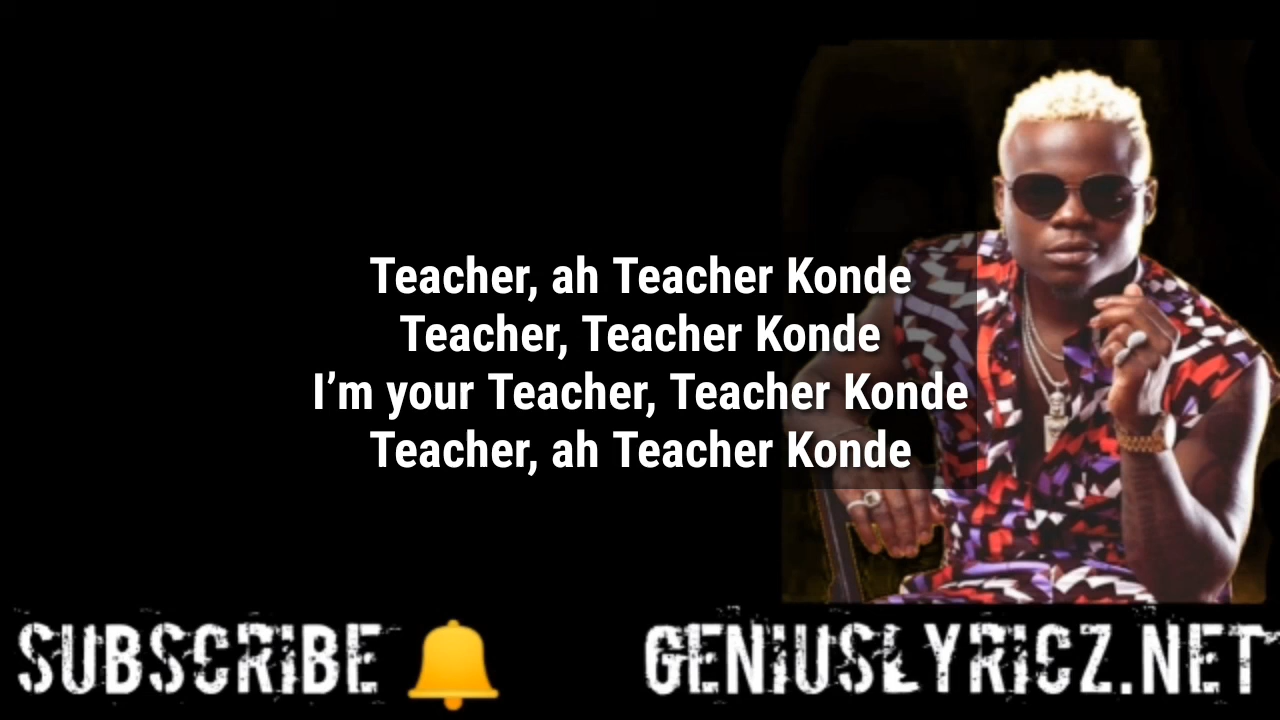 Teacher, ah Teacher Konde
Teacher, Teacher Konde
I’m your Teacher, Teacher Konde
Teacher, ah Teacher Konde
SUBSCRIBE 🔔 GENIUSLYRICZ.NET